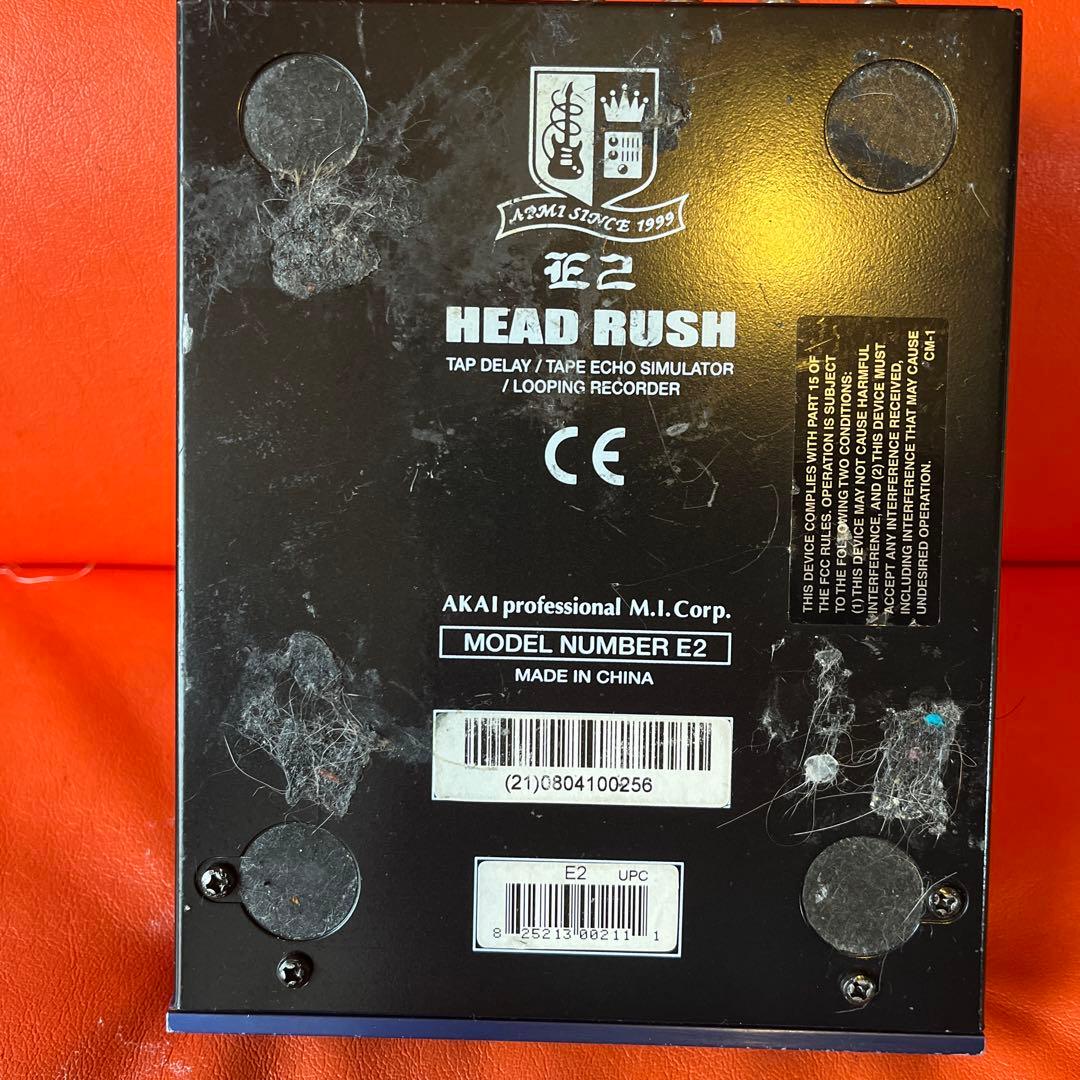 APMI SINCE 1999
E2
HEAD RUSH
TAP DELAY / TAPE ECHO SIMULATOR
/ LOOPING RECORDER
CE
THIS DEVICE COMPLIES WITH PART 15 OF
THE FCC RULES. OPERATION IS SUBJECT
TO THE FOLLOWING TWO CONDITIONS:
(1) THIS DEVICE MAY NOT CAUSE HARMFUL
INTERFERENCE, AND (2) THIS DEVICE MUST
ACCEPT ANY INTERFERENCE RECEIVED,
INCLUDING INTERFERENCE THAT MAY CAUSE
UNDESIRED OPERATION. CM-1
AKAI professional M.I.Corp.
MODEL NUMBER E2
MADE IN CHINA
(21)0804100256
E2 UPC
8 25213 00211 1